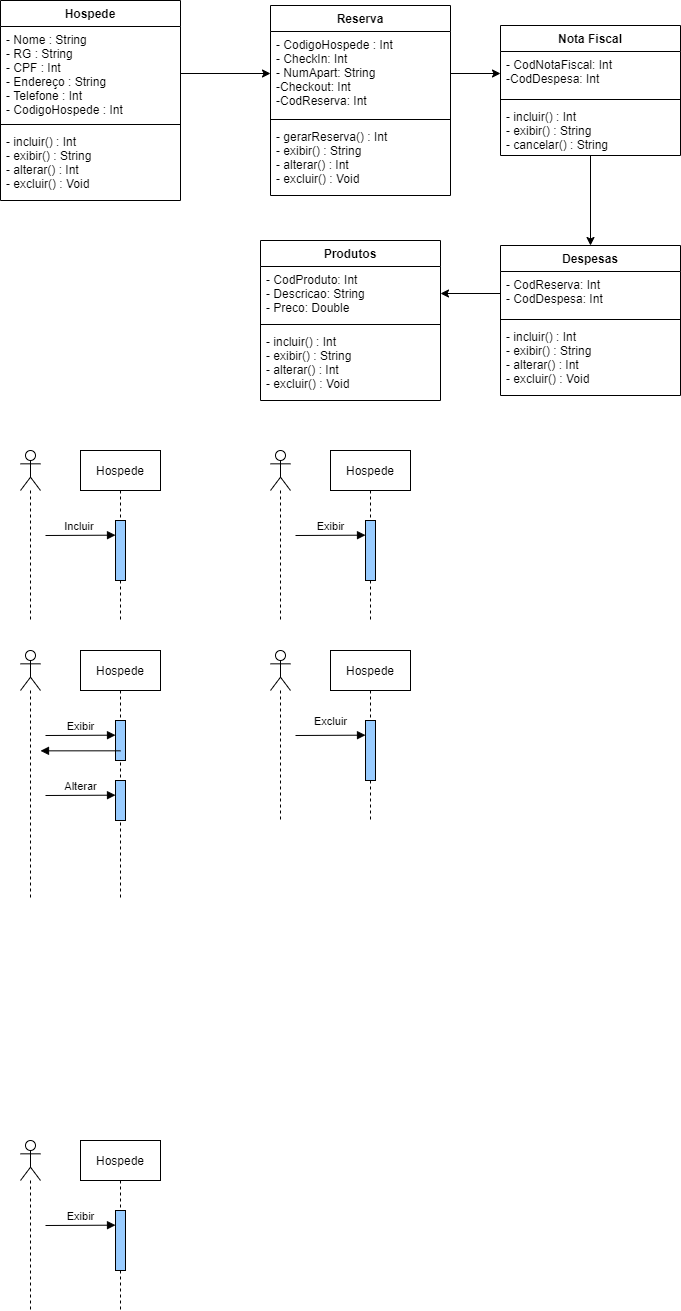 Hospede
- Nome : String
- RG : String
- CPF : Int
- Endereço : String
- Telefone : Int
- CodigoHospede : Int
- incluir() : Int
- exibir() : String
- alterar() : Int
- excluir() : Void
Reserva
- CodigoHospede : Int
- CheckIn: Int
- NumApart: String
-Checkout: Int
-CodReserva: Int
- gerarReserva() : Int
- exibir() : String
- alterar() : Int
- excluir() : Void
Nota Fiscal
- CodNotaFiscal: Int
-CodDespesa: Int
- incluir() : Int
- exibir() : String
- cancelar() : String
Produtos
- CodProduto: Int
- Descricao: String
- Preco: Double
- incluir() : Int
- exibir() : String
- alterar() : Int
- excluir() : Void
Despesas
- CodReserva: Int
- CodDespesa: Int
- incluir() : Int
- exibir() : String
- alterar() : Int
- excluir() : Void
Hospede
Incluir
Hospede
Exibir
Hospede
Exibir
Alterar
Hospede
Excluir
Hospede
Exibir